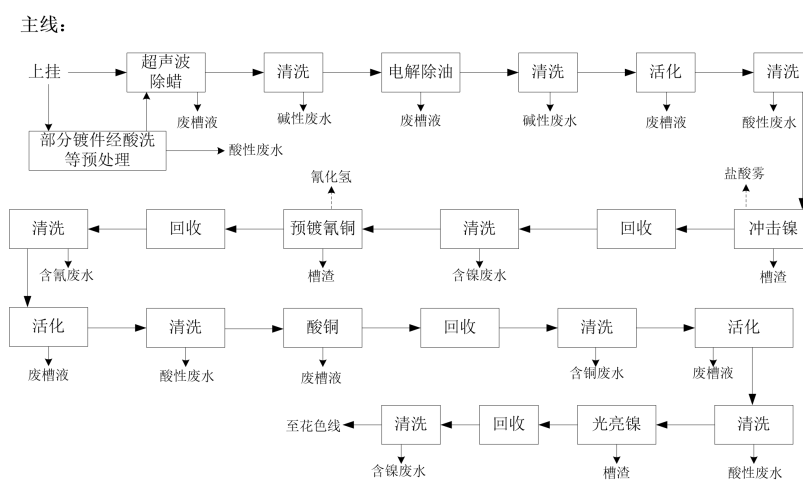 主线：
上挂
超声波
除蜡
清洗
电解除油
清洗
活化
清洗
废槽液
碱性废水
废槽液
碱性废水
废槽液
酸性废水
部分镀件经酸洗
等预处理
酸性废水
氰化氢
盐酸雾
清洗
回收
预镀氰铜
清洗
回收
冲击镍
含氰废水
槽渣
含镍废水
槽渣
活化
清洗
酸铜
回收
清洗
活化
废槽液
酸性废水
废槽液
含铜废水
废槽液
至花色线
清洗
回收
光亮镍
清洗
含镍废水
槽渣
酸性废水